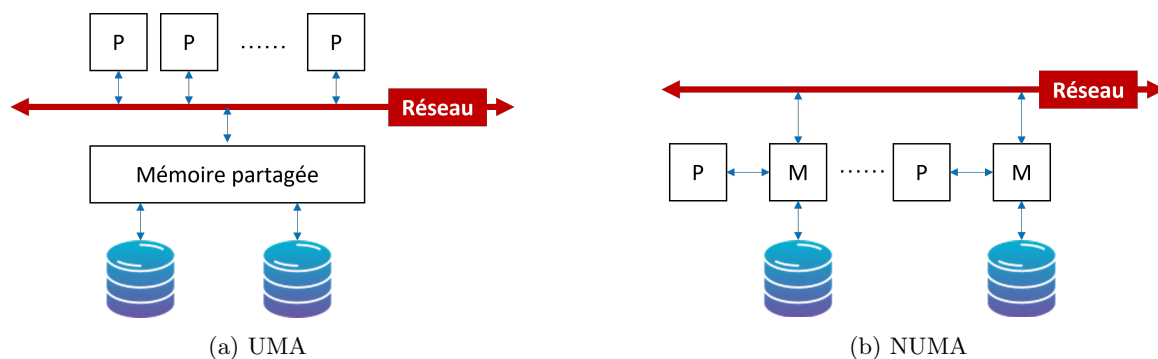 P P ...... P
Réseau
Mémoire partagée
(a) UMA
Réseau
P M ...... P M
(b) NUMA